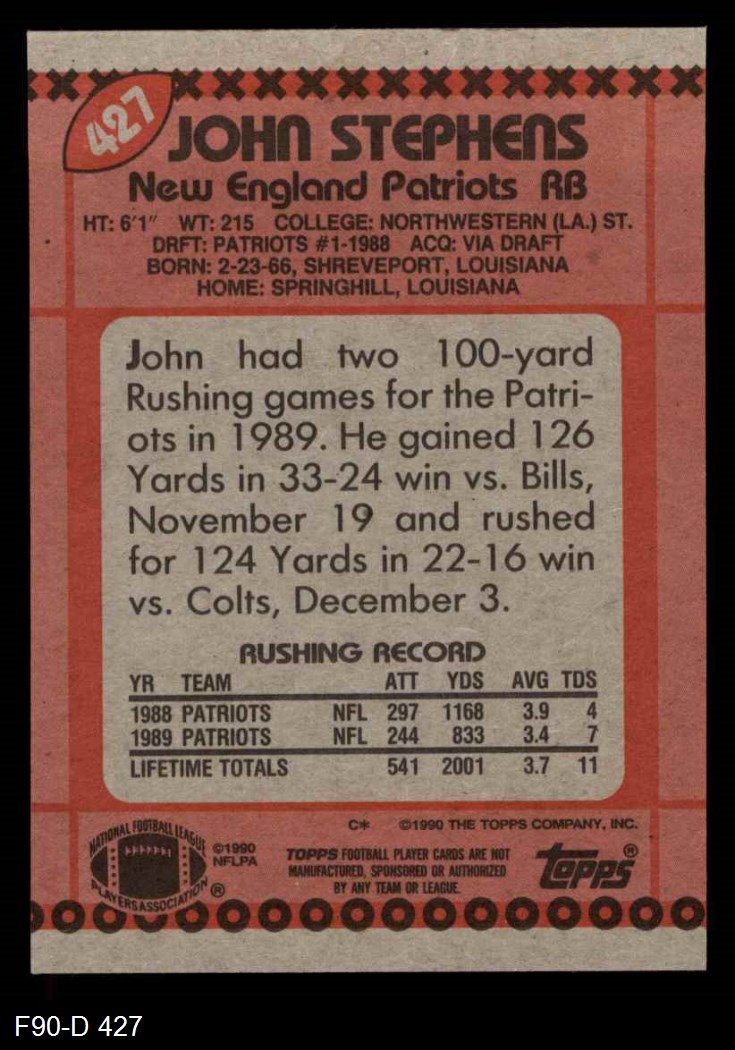 427
JOHN STEPHENS
New England Patriots RB
HT: 6'1" WT: 215 COLLEGE: NORTHWESTERN (LA.) ST.
DRFT: PATRIOTS #1-1988 ACQ: VIA DRAFT
BORN: 2-23-66, SHREVEPORT, LOUISIANA
HOME: SPRINGHILL, LOUISIANA
John had two 100-yard
Rushing games for the Patri-
ots in 1989. He gained 126
Yards in 33-24 win vs. Bills,
November 19 and rushed
for 124 Yards in 22-16 win
vs. Colts, December 3.
RUSHING RECORD
YR TEAM ATT YDS AVG TDS
1988 PATRIOTS NFL 297 1168 3.9 4
1989 PATRIOTS NFL 244 833 3.4 7
LIFETIME TOTALS 541 2001 3.7 11
C* ©1990 THE TOPPS COMPANY, INC.
NATIONAL FOOTBALL LEAGUE
PLAYERS ASSOCIATION ®
©1990
NFLPA
TOPPS FOOTBALL PLAYER CARDS ARE NOT
MANUFACTURED, SPONSORED OR AUTHORIZED
BY ANY TEAM OR LEAGUE.
topps®
F90-D 427